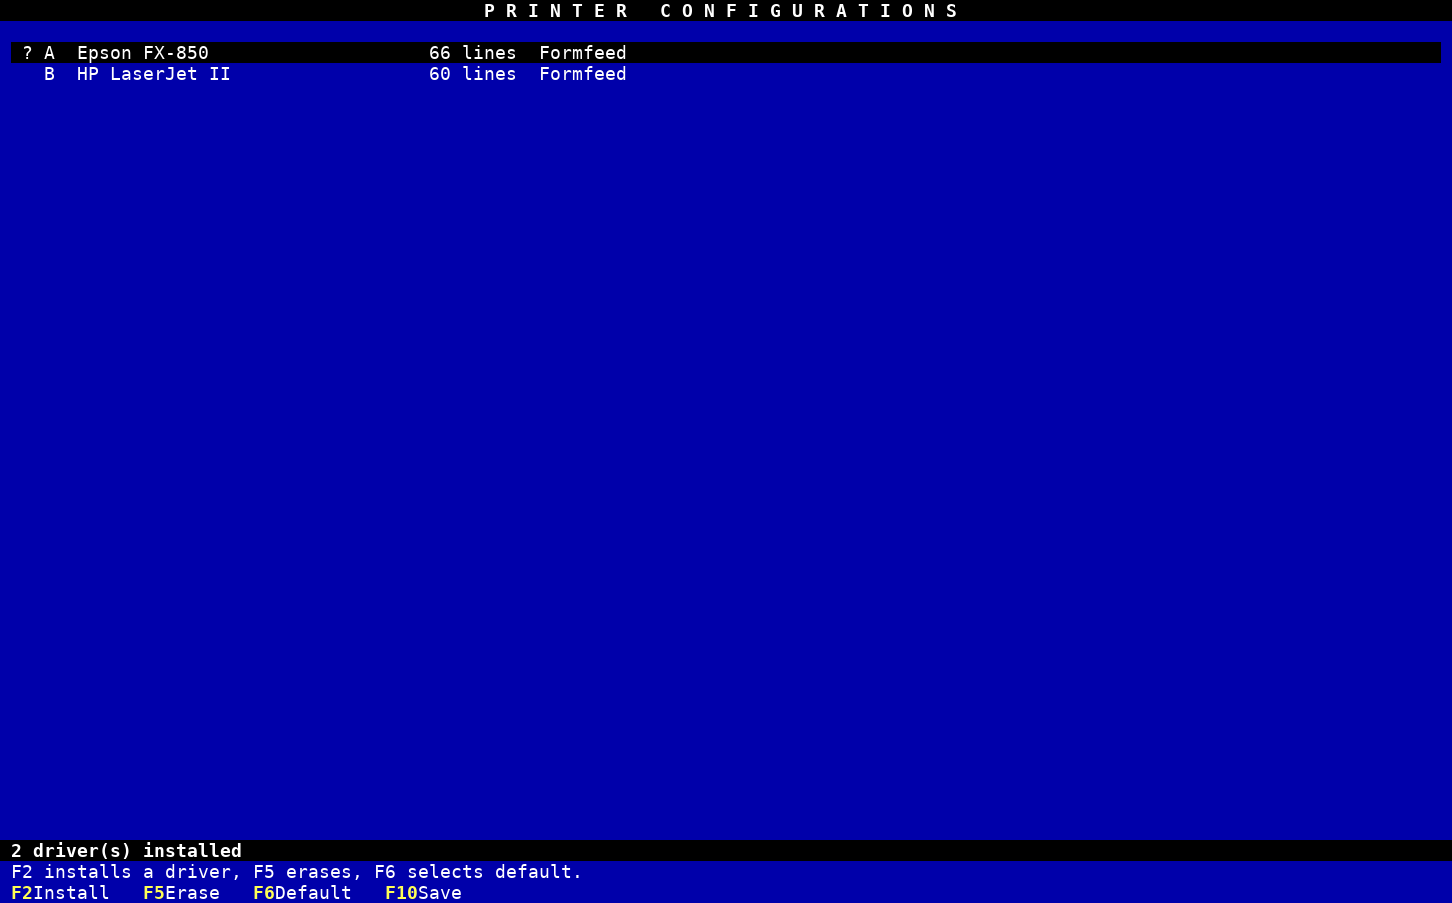 P R I N T E R   C O N F I G U R A T I O N S
? A  Epson FX-850                    66 lines  Formfeed
  B  HP LaserJet II                  60 lines  Formfeed
2 driver(s) installed
F2 installs a driver, F5 erases, F6 selects default.
F2Install   F5Erase   F6Default   F10Save